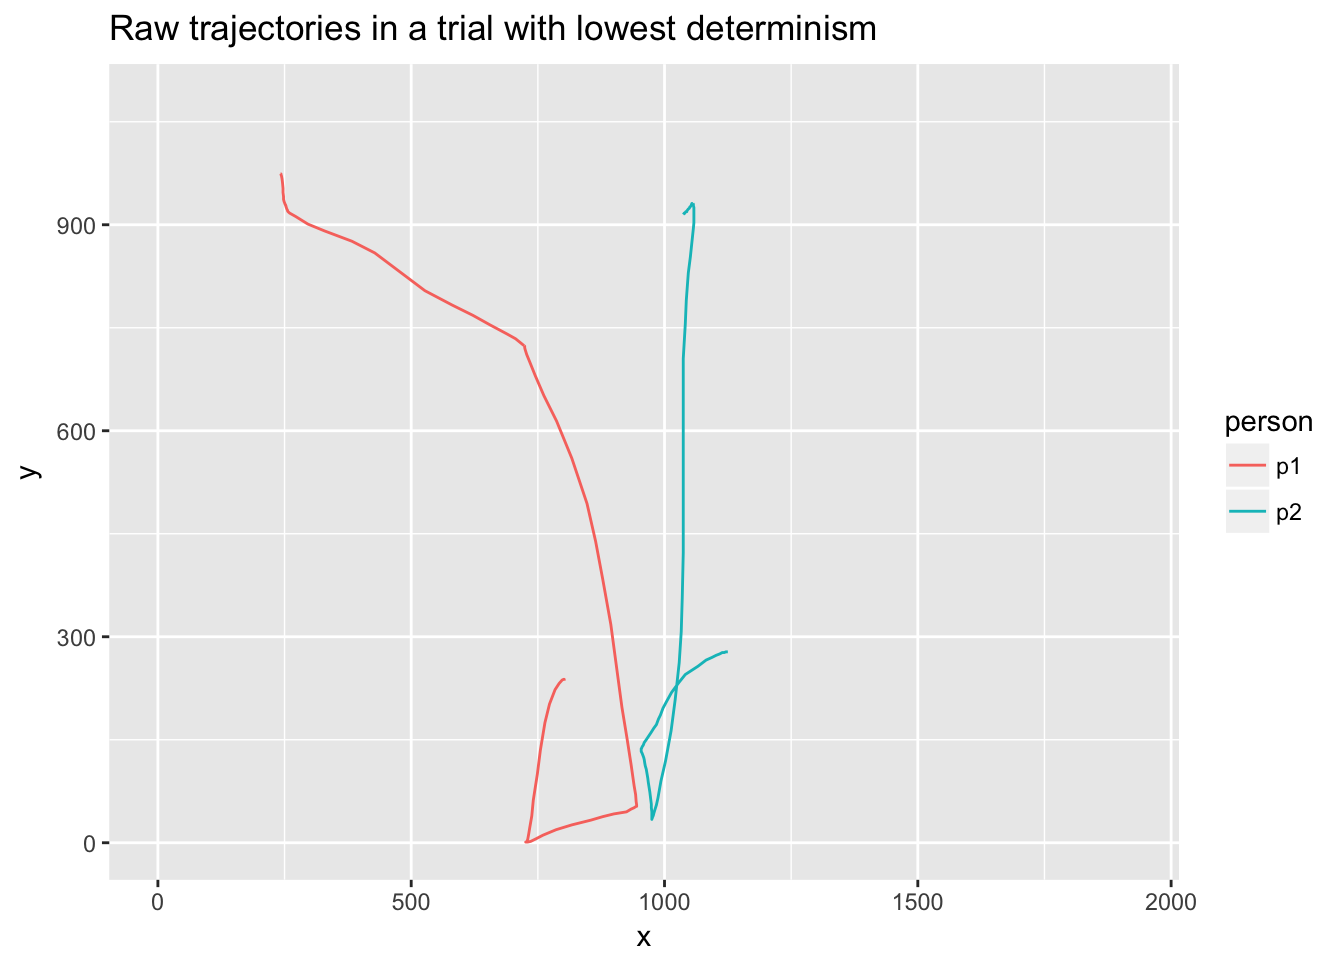 Raw trajectories in a trial with lowest determinism
900
600
300
0
y
0 500 1000 1500 2000
x
person
p1
p2